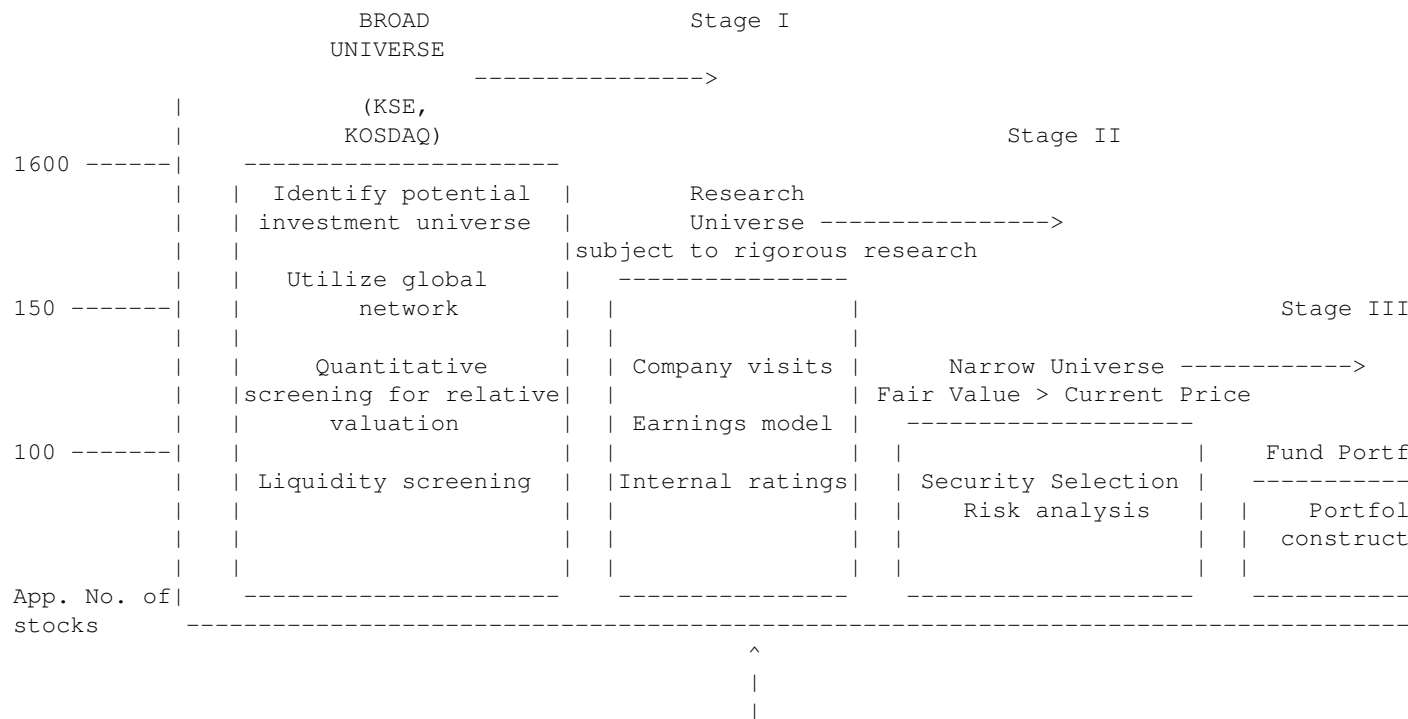 BROAD Stage I
UNIVERSE
---------------->
| (KSE,
| KOSDAQ) Stage II
1600 ------| ----------------------
| | Identify potential | Research
| | investment universe | Universe ---------------->
| | |subject to rigorous research
| | Utilize global | ----------------
150 -------| | network | | | Stage III
| | | | |
| | Quantitative | | Company visits | Narrow Universe ------------>
| |screening for relative| | | Fair Value > Current Price
| | valuation | | Earnings model | --------------------
100 -------| | | | | | | Fund Portf
| | Liquidity screening | |Internal ratings| | Security Selection | -----------
| | | | | | Risk analysis | | Portfol
| | | | | | | | construct
| | | | | | | |
App. No. of| ---------------------- ---------------- -------------------- -----------
stocks -------------------------------------------------------------------------------------
^
|
|